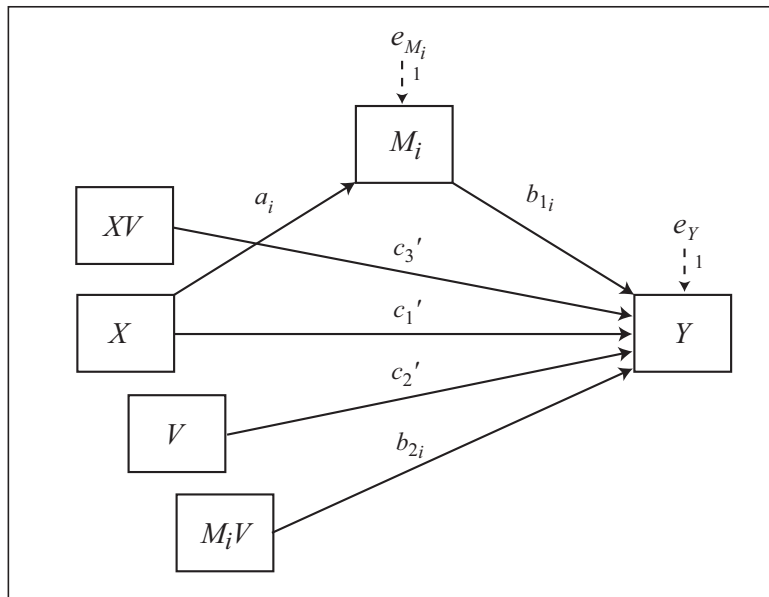 e_{M_i}
1
M_i
a_i
b_{1_i}
XV
e_Y
1
c_3′
X
c_1′
Y
c_2′
V
b_{2_i}
M_iV